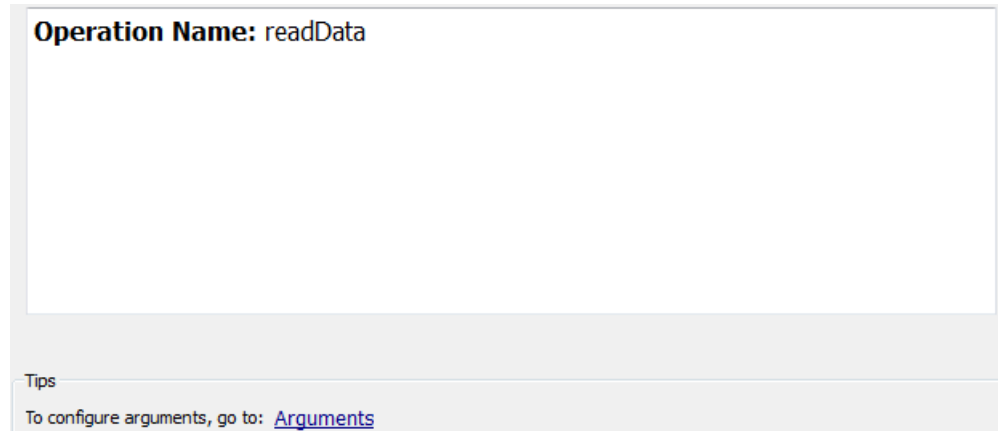 Operation Name: readData
Tips
To configure arguments, go to: Arguments